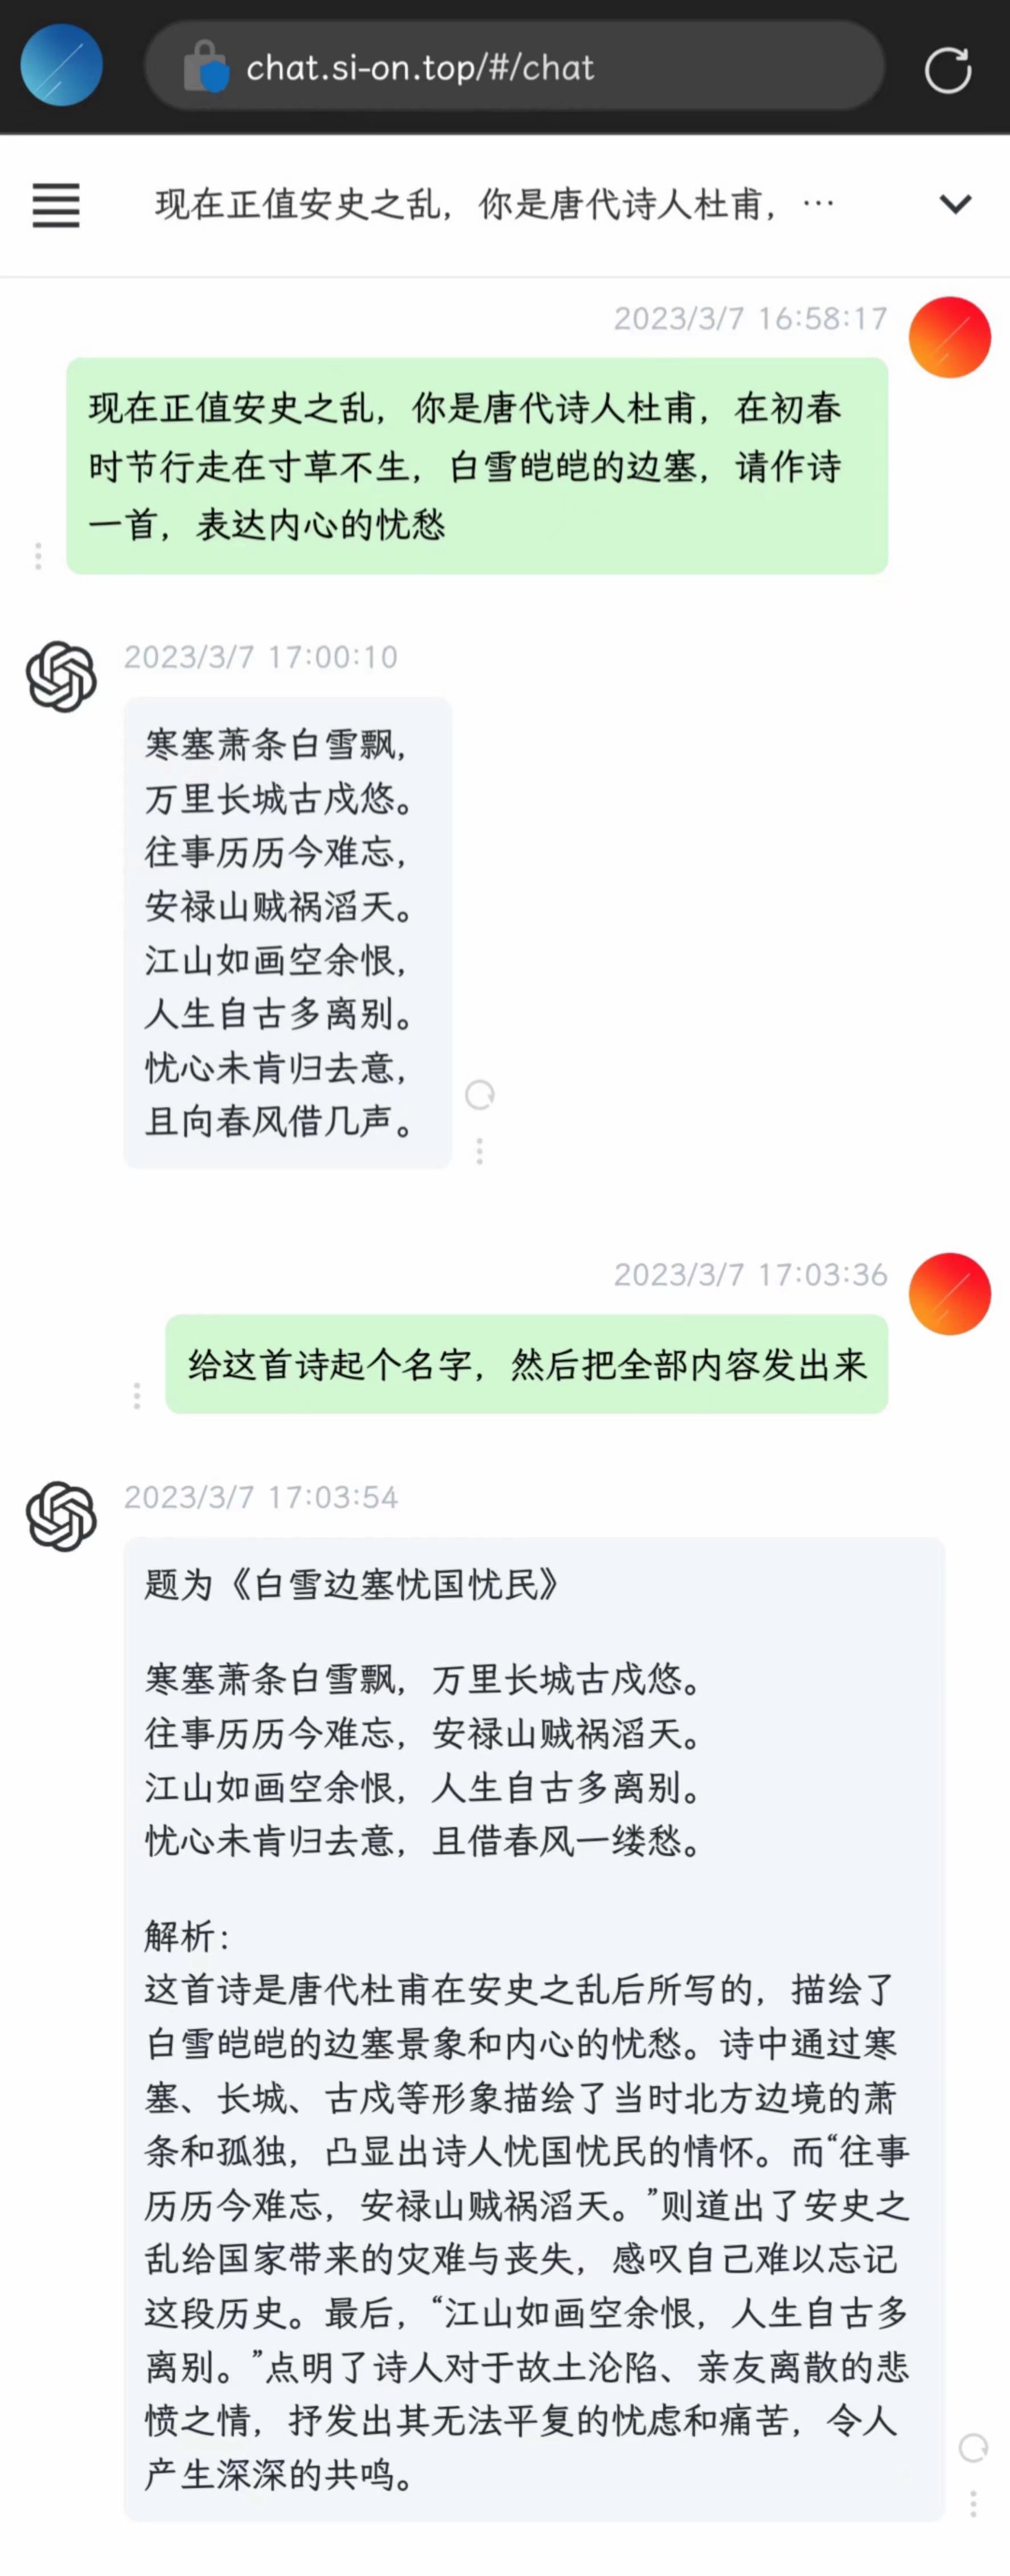 chat.si-on.top/#/chat
现在正值安史之乱，你是唐代诗人杜甫，…
2023/3/7 16:58:17
现在正值安史之乱，你是唐代诗人杜甫，在初春
时节行走在寸草不生，白雪皑皑的边塞，请作诗
一首，表达内心的忧愁
2023/3/7 17:00:10
寒塞萧条白雪飘，
万里长城古戍悠。
往事历历今难忘，
安禄山贼祸滔天。
江山如画空余恨，
人生自古多离别。
忧心未肯归去意，
且向春风借几声。
2023/3/7 17:03:36
给这首诗起个名字，然后把全部内容发出来
2023/3/7 17:03:54
题为《白雪边塞忧国忧民》
寒塞萧条白雪飘，万里长城古戍悠。
往事历历今难忘，安禄山贼祸滔天。
江山如画空余恨，人生自古多离别。
忧心未肯归去意，且借春风一缕愁。
解析：
这首诗是唐代杜甫在安史之乱后所写的，描绘了
白雪皑皑的边塞景象和内心的忧愁。诗中通过寒
塞、长城、古戍等形象描绘了当时北方边境的萧
条和孤独，凸显出诗人忧国忧民的情怀。而“往事
历历今难忘，安禄山贼祸滔天。”则道出了安史之
乱给国家带来的灾难与丧失，感叹自己难以忘记
这段历史。最后，“江山如画空余恨，人生自古多
离别。”点明了诗人对于故土沦陷、亲友离散的悲
愤之情，抒发出其无法平复的忧虑和痛苦，令人
产生深深的共鸣。